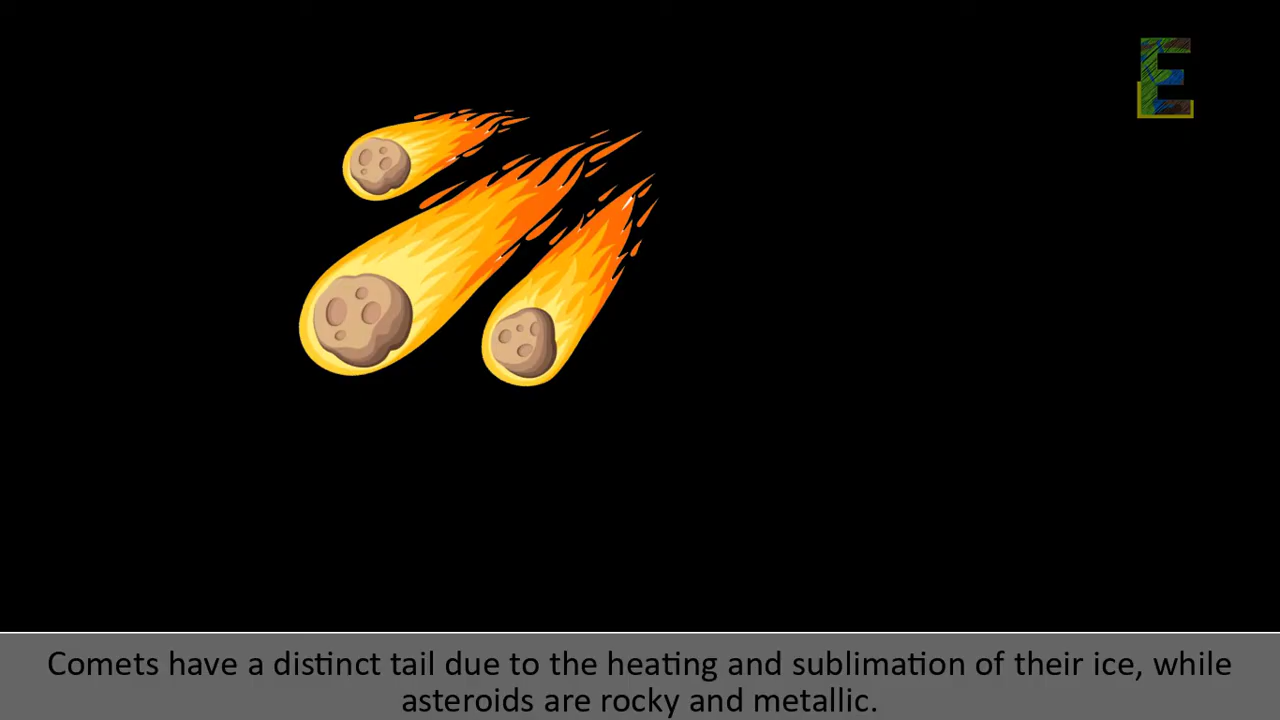 E
Comets have a distinct tail due to the heating and sublimation of their ice, while
asteroids are rocky and metallic.